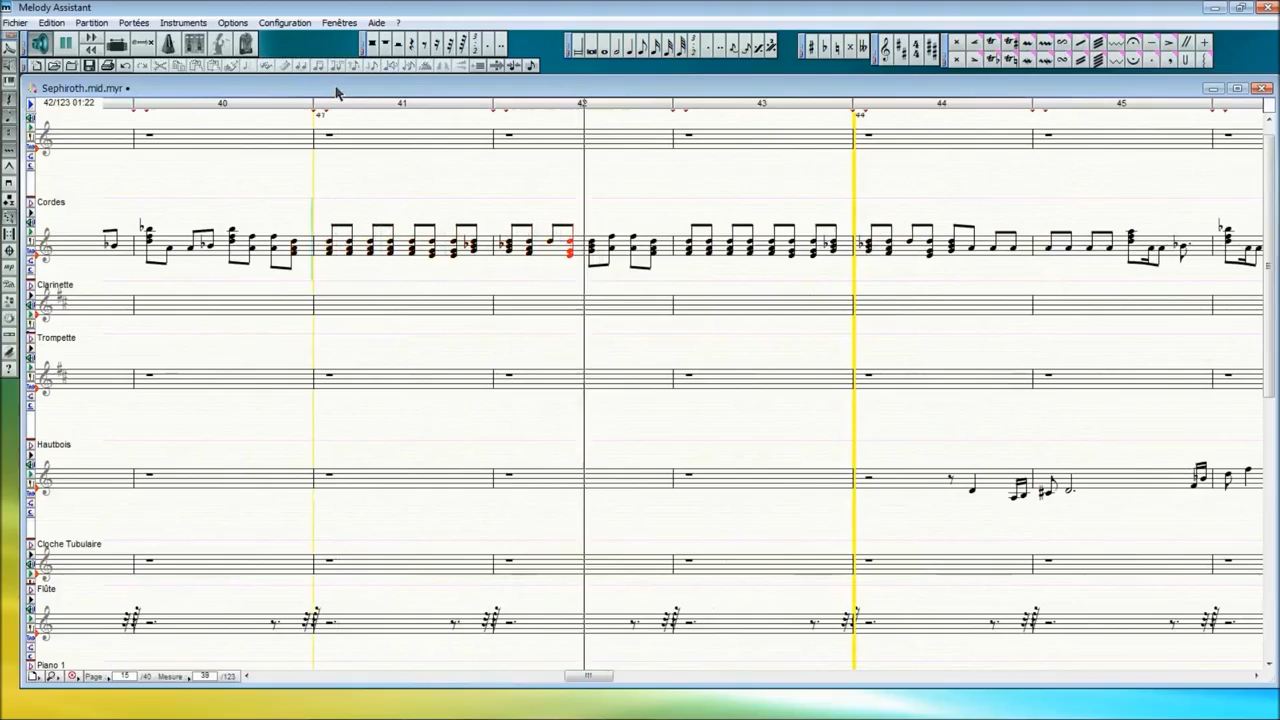 Melody Assistant
Fichier Edition Partition Portées Instruments Options Configuration Fenêtres Aide ?
Sephiroth.mid.myr •
42/123 01:22 40 41 42 43 44 45
44
Cordes
Clarinette
Trompette
Hautbois
Cloche Tubulaire
Flûte
Piano 1
Page 15 /40 Mesure 39 /123